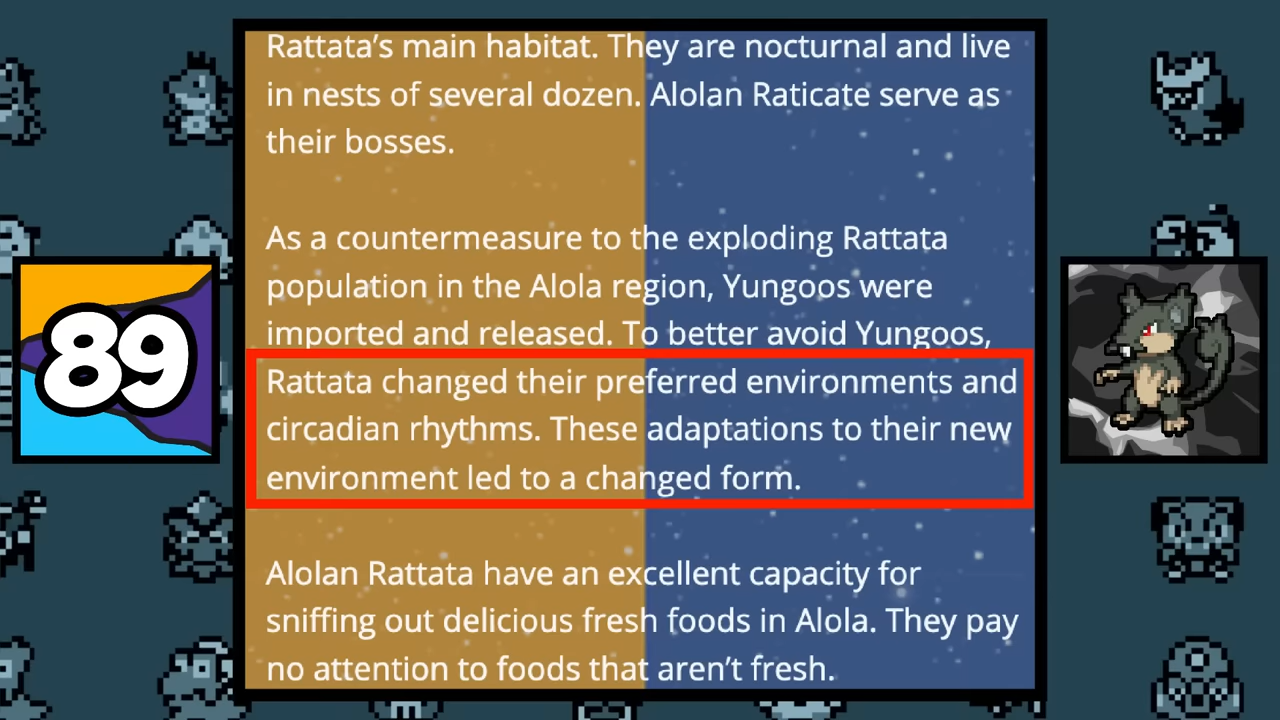 Rattata’s main habitat. They are nocturnal and live
in nests of several dozen. Alolan Raticate serve as
their bosses.
As a countermeasure to the exploding Rattata
population in the Alola region, Yungoos were
imported and released. To better avoid Yungoos,
Rattata changed their preferred environments and
circadian rhythms. These adaptations to their new
environment led to a changed form.
Alolan Rattata have an excellent capacity for
sniffing out delicious fresh foods in Alola. They pay
no attention to foods that aren’t fresh.
89